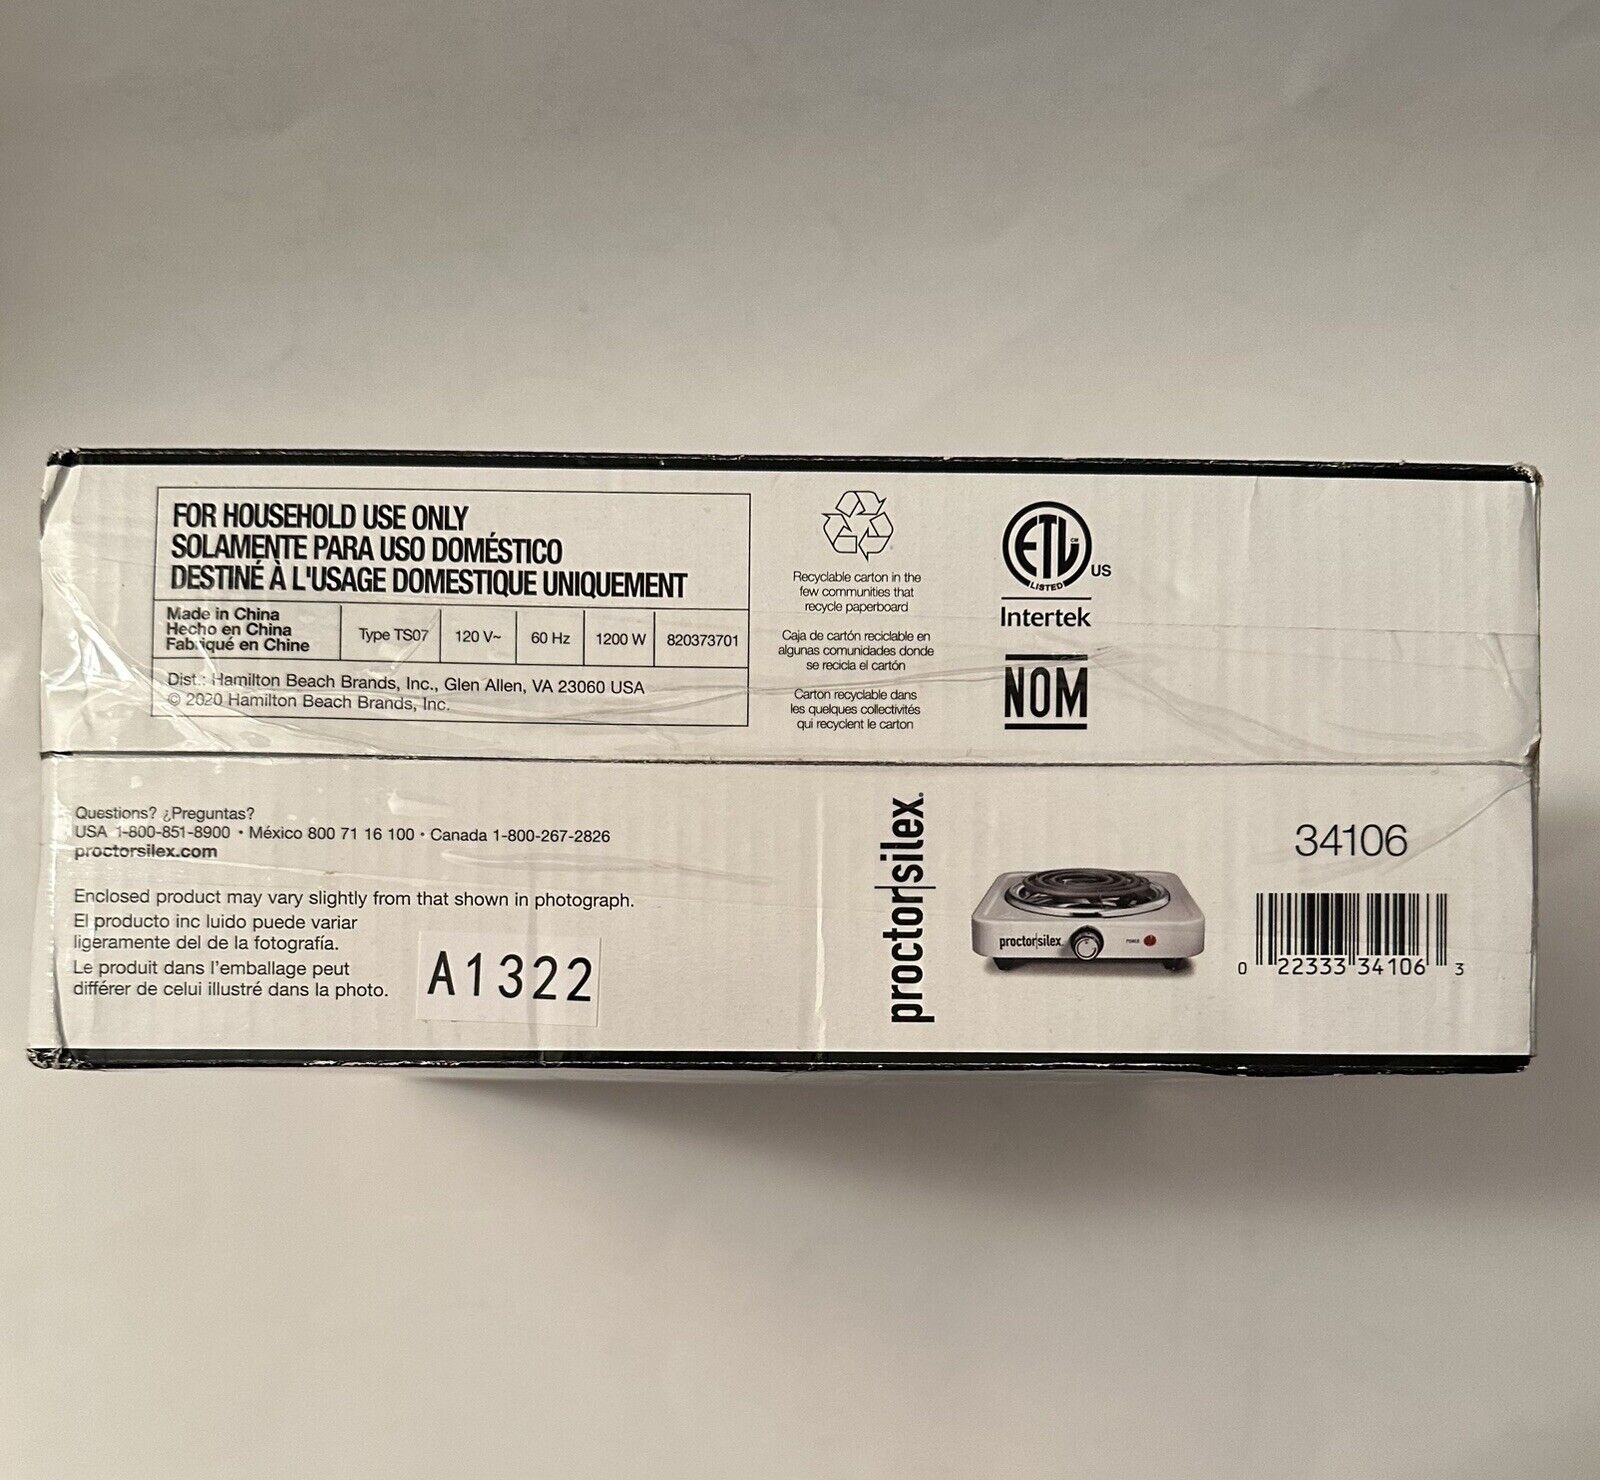 FOR HOUSEHOLD USE ONLY
SOLAMENTE PARA USO DOMÉSTICO
DESTINÉ À L'USAGE DOMESTIQUE UNIQUEMENT
Made in China
Hecho en China
Fabriqué en Chine
Type TS07
120 V~
60 Hz
1200 W
820373701
Dist.: Hamilton Beach Brands, Inc., Glen Allen, VA 23060 USA
© 2020 Hamilton Beach Brands, Inc.
Recyclable carton in the
few communities that
recycle paperboard
Caja de cartón reciclable en
algunas comunidades donde
se recicla el cartón
Carton recyclable dans
les quelques collectivités
qui recyclent le carton
ETL CM US
LISTED
Intertek
NOM
Questions? ¿Preguntas?
USA 1-800-851-8900 • México 800 71 16 100 • Canada 1-800-267-2826
proctorsilex.com
Enclosed product may vary slightly from that shown in photograph.
El producto inc luido puede variar
ligeramente del de la fotografía.
Le produit dans l'emballage peut
différer de celui illustré dans la photo.
A1322
proctor|silex.
proctor|silex.
POWER
34106
0 22333 34106 3